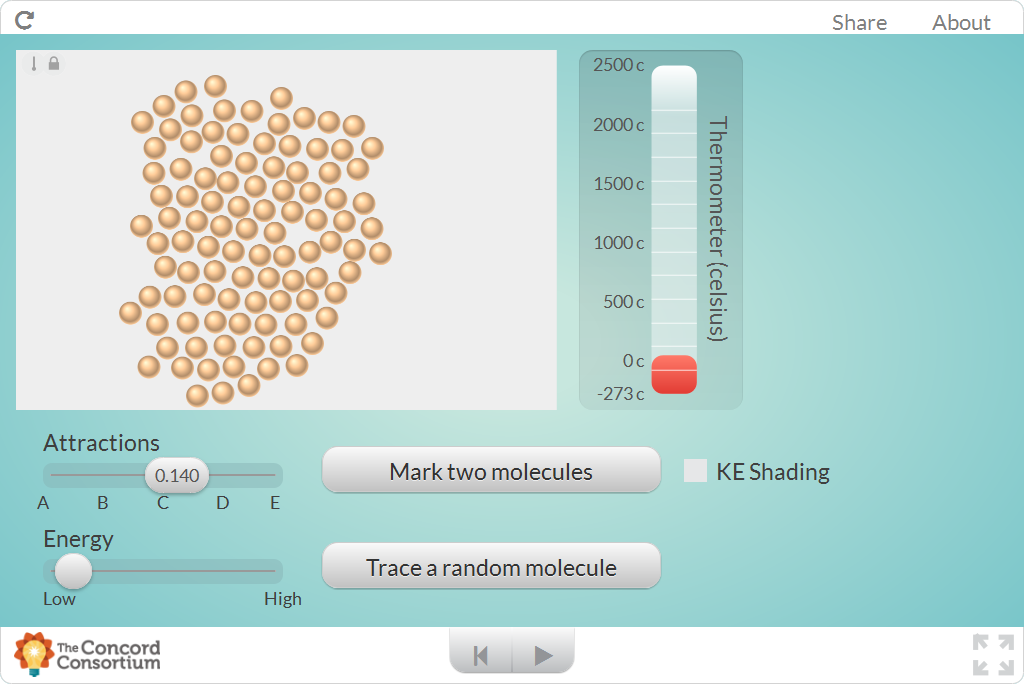 Share About
2500 c
2000 c
1500 c
1000 c
500 c
0 c
-273 c
Thermometer (celsius)
Attractions
0.140
A B C D E
Mark two molecules
KE Shading
Energy
Low High
Trace a random molecule
The Concord
Consortium